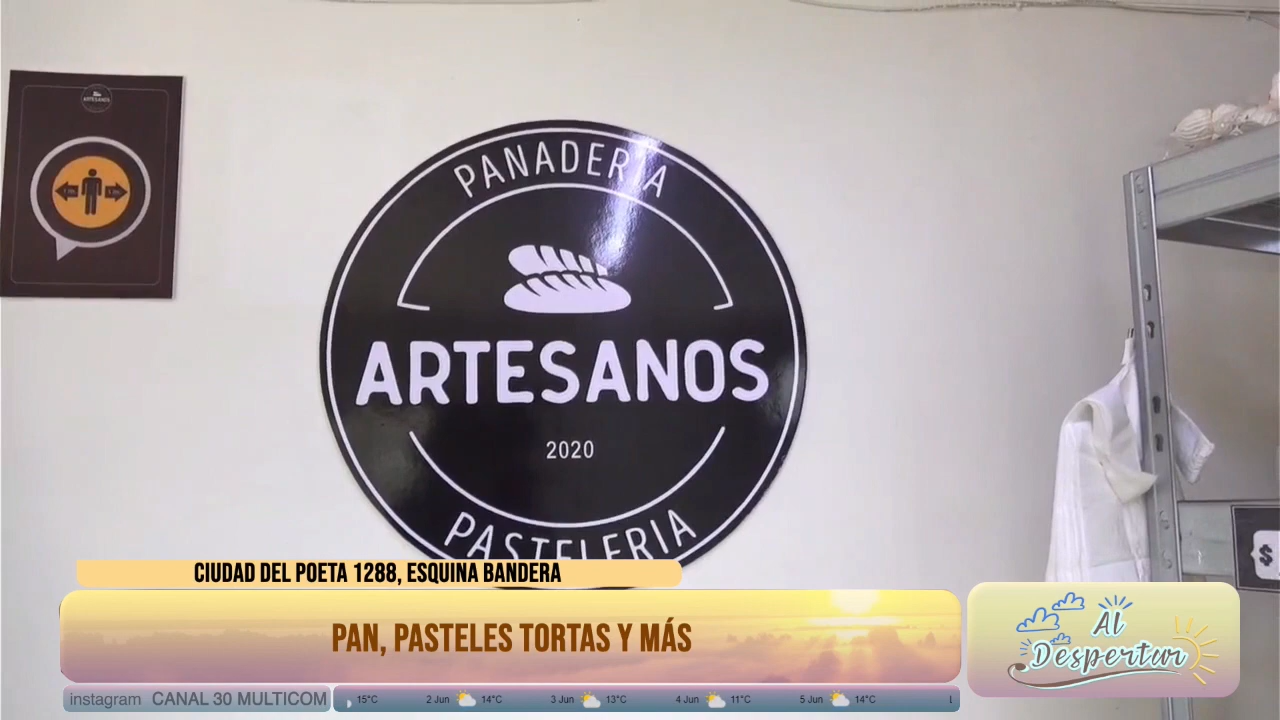 ARTESANOS
PANADERÍA
ARTESANOS
2020
PASTELERIA
$
CIUDAD DEL POETA 1288, ESQUINA BANDERA
PAN, PASTELES TORTAS Y MÁS
Al
Despertar
instagram CANAL 30 MULTICOM
15°C 2 Jun 14°C 3 Jun 13°C 4 Jun 11°C 5 Jun 14°C